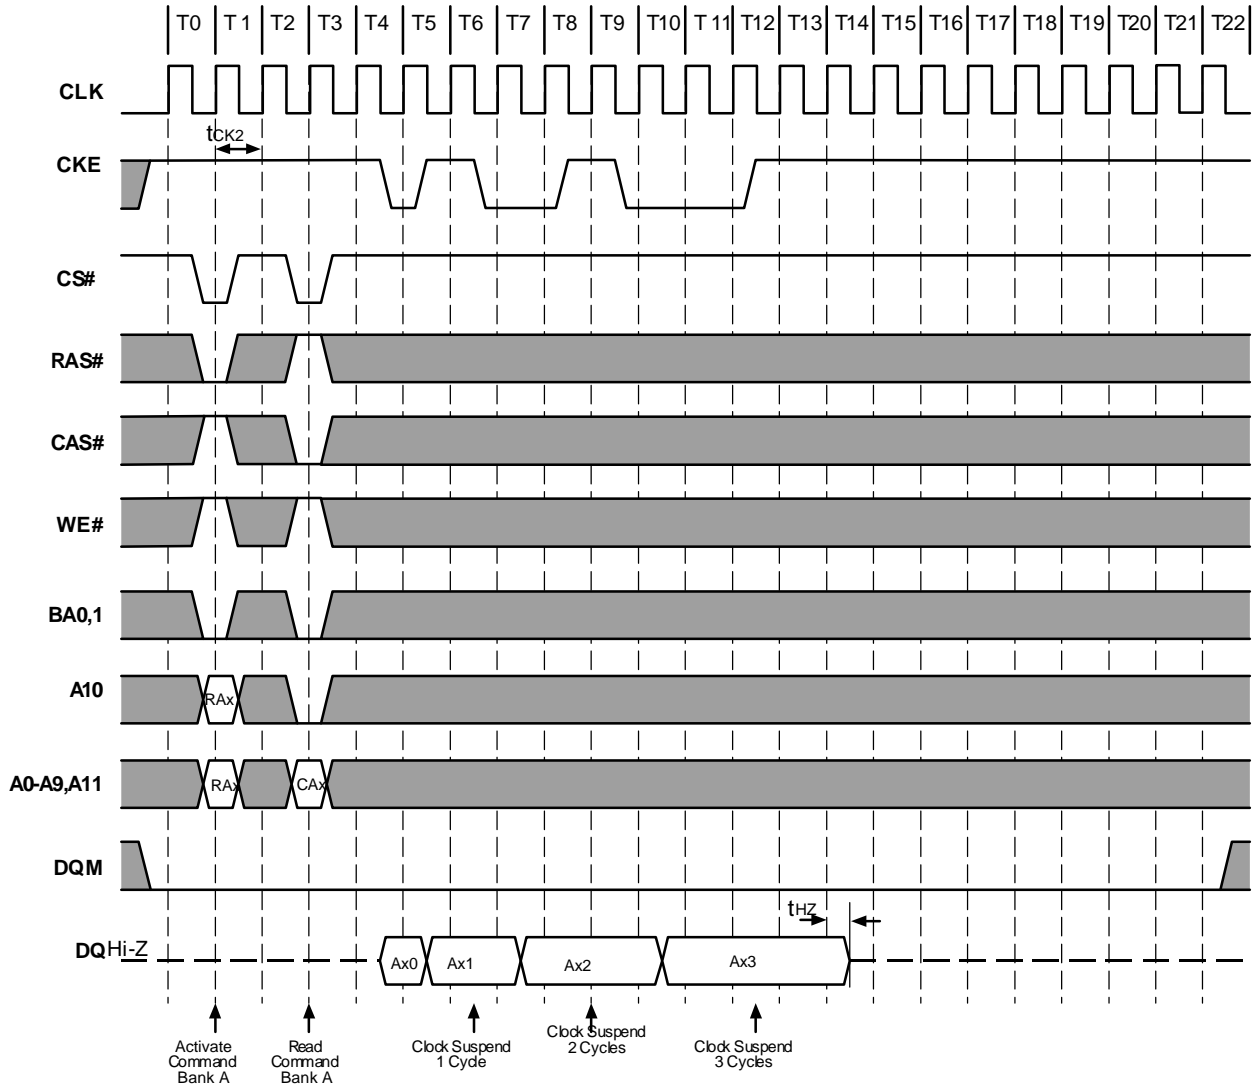 T0 T 1 T2 T3 T4 T5 T6 T7 T8 T9 T10 T 11 T12 T13 T14 T15 T16 T17 T18 T19 T20 T21 T22
CLK
tCK2
CKE
CS#
RAS#
CAS#
WE#
BA0,1
A10
RAx
A0-A9,A11
RAx CAx
DQM
tHZ
DQ Hi-Z
Ax0 Ax1 Ax2 Ax3
Activate
Command
Bank A
Read
Command
Bank A
Clock Suspend
1 Cycle
Clock Suspend
2 Cycles
Clock Suspend
3 Cycles